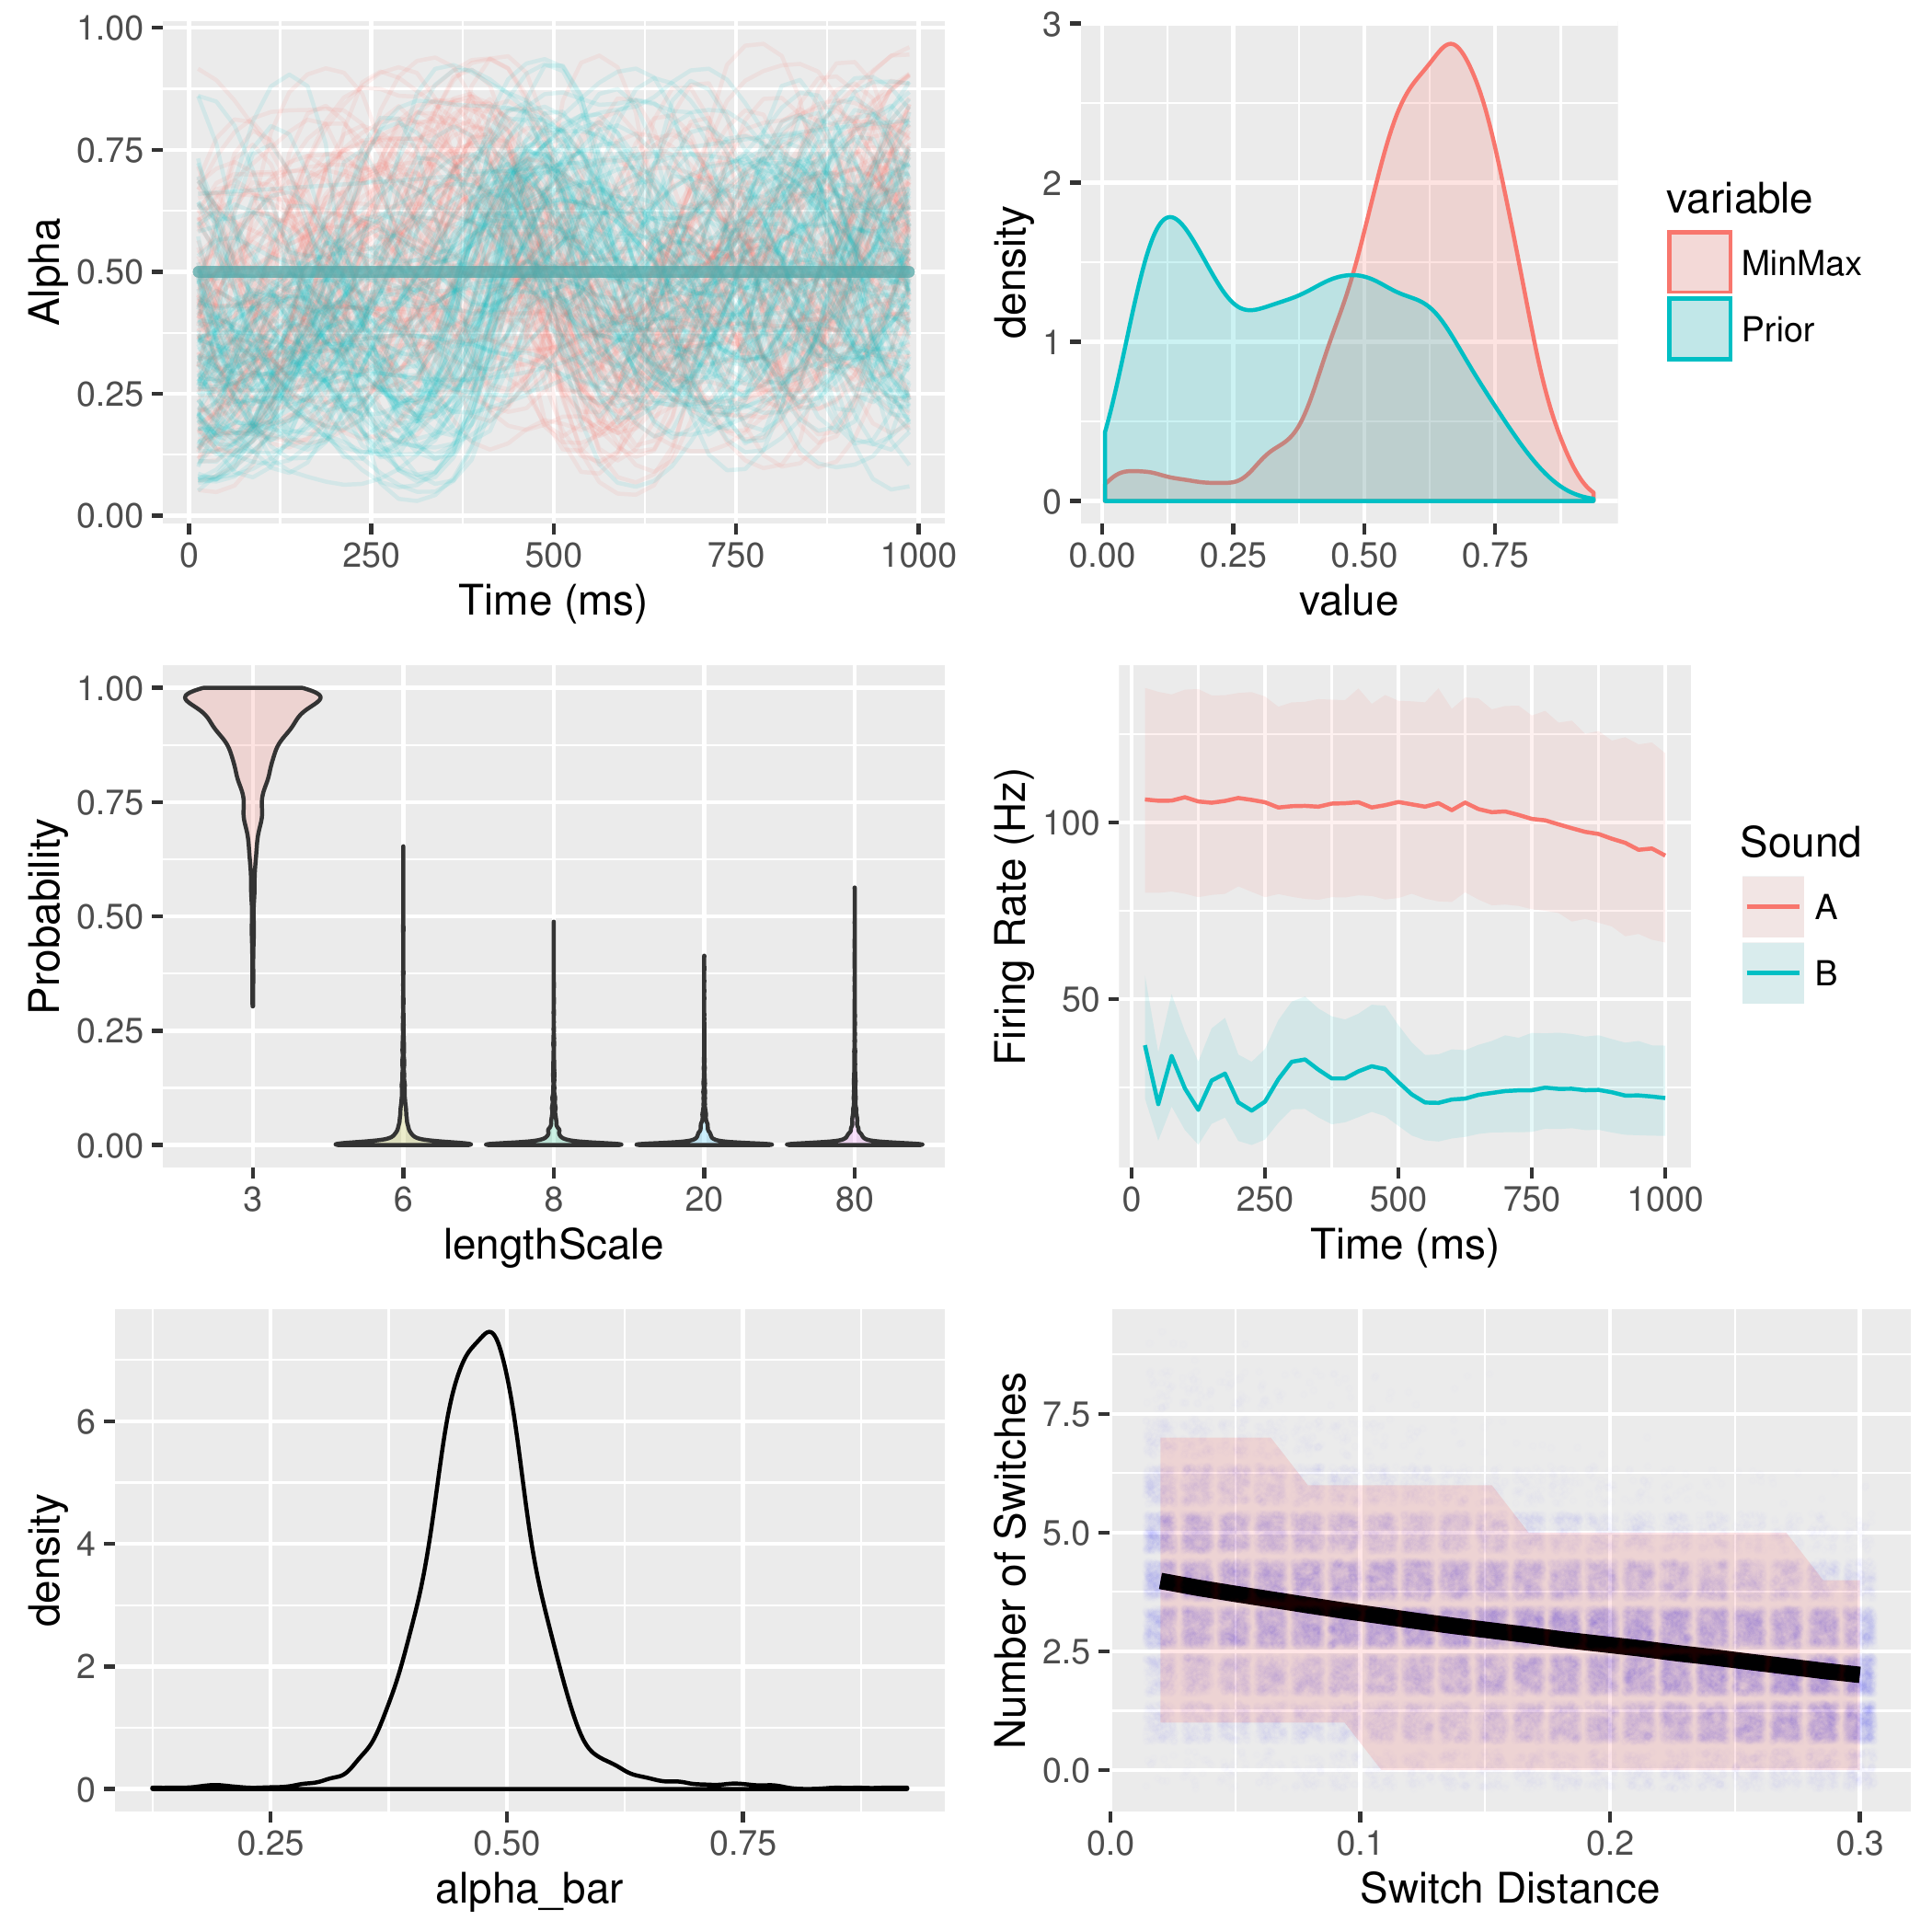 1.00
0.75
0.50
0.25
0.00
Alpha
0 250 500 750 1000
Time (ms)
3
2
1
0
density
0.00 0.25 0.50 0.75
value
variable
MinMax
Prior
1.00
0.75
0.50
0.25
0.00
Probability
3 6 8 20 80
lengthScale
100
50
Firing Rate (Hz)
0 250 500 750 1000
Time (ms)
Sound
A
B
6
4
2
0
density
0.25 0.50 0.75
alpha_bar
7.5
5.0
2.5
0.0
Number of Switches
0.0 0.1 0.2 0.3
Switch Distance